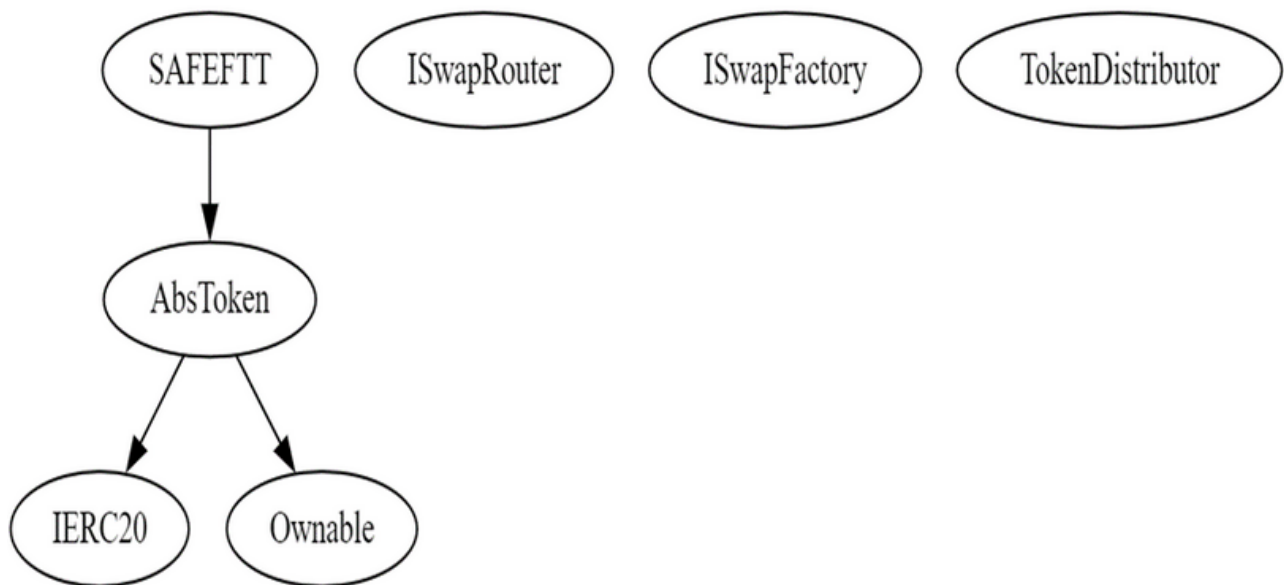 SAFEFTT
ISwapRouter
ISwapFactory
TokenDistributor
AbsToken
IERC20
Ownable